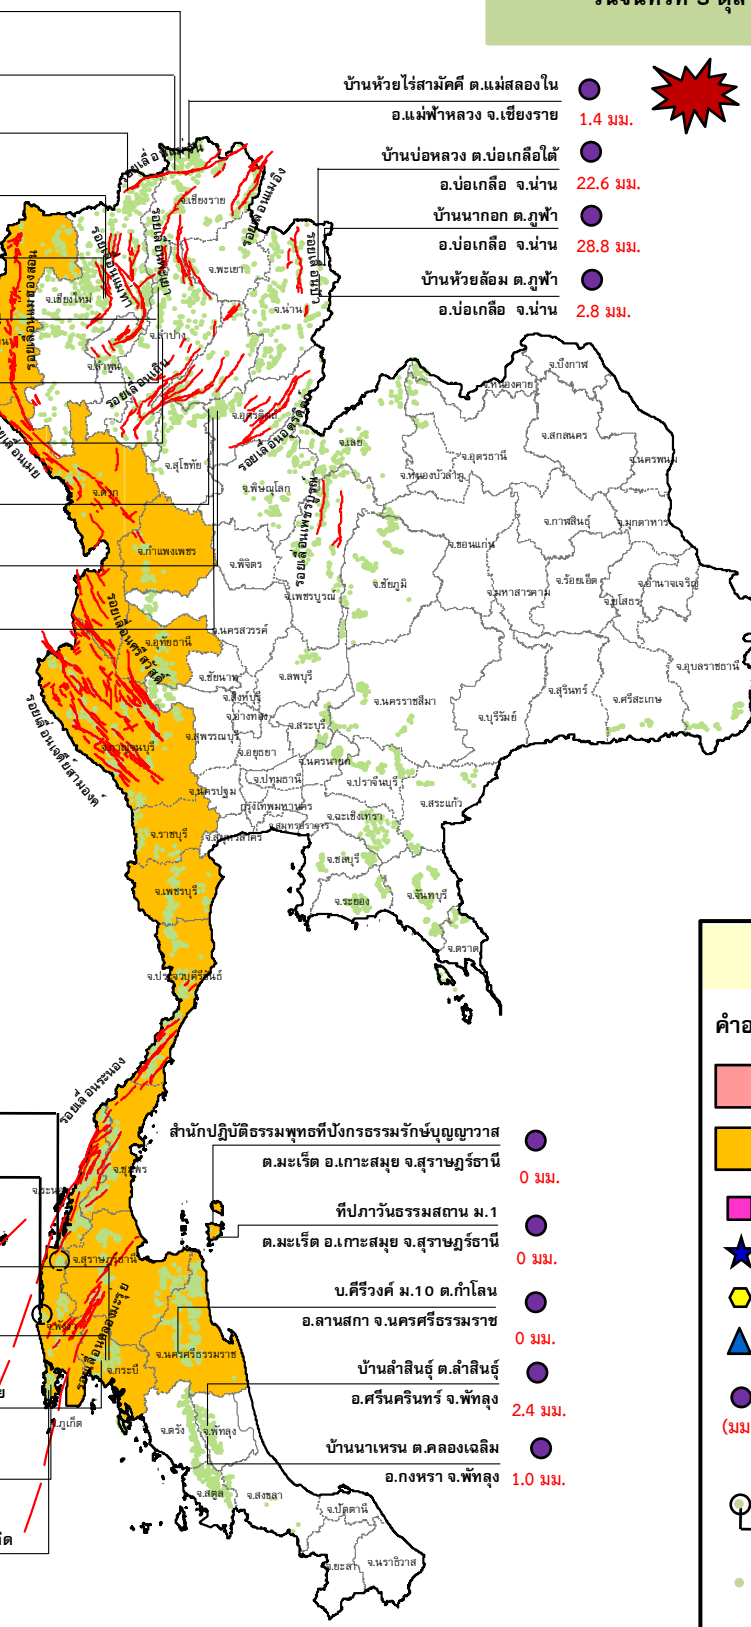 บ้านห้วยไร่สามัคคี ต.แม่สลองใน
อ.แม่ฟ้าหลวง จ.เชียงราย
1.4 มม.
บ้านบ่อหลวง ต.บ่อเกลือใต้
อ.บ่อเกลือ จ.น่าน
22.6 มม.
บ้านนากอก ต.ภูฟ้า
อ.บ่อเกลือ จ.น่าน
28.8 มม.
บ้านห้วยล้อม ต.ภูฟ้า
อ.บ่อเกลือ จ.น่าน
2.8 มม.
จ.เชียงราย
รอยเลื่อนแม่อิง
รอยเลื่อนพะเยา
รอยเลื่อนแม่ทา
รอยเลื่อนปัว
รอยเลื่อนแม่ฮ่องสอน
จ.พะเยา
จ.เชียงใหม่
จ.น่าน
จ.ลำปาง
จ.ลำพูน
รอยเลื่อนเถิน
จ.บึงกาฬ
จ.หนองคาย
จ.อุตรดิตถ์
รอยเลื่อนอุตรดิตถ์
จ.เลย
จ.สกลนคร
จ.สุโขทัย
จ.อุดรธานี
จ.นครพนม
จ.หนองบัวลำภู
จ.ตาก
จ.พิษณุโลก
รอยเลื่อนเพชรบูรณ์
จ.กาฬสินธุ์
จ.มุกดาหาร
จ.กำแพงเพชร
จ.ขอนแก่น
จ.พิจิตร
จ.เพชรบูรณ์
จ.ชัยภูมิ
จ.ร้อยเอ็ด
จ.อำนาจเจริญ
จ.มหาสารคาม
จ.ยโสธร
รอยเลื่อนศรีสวัสดิ์
จ.นครสวรรค์
จ.อุทัยธานี
จ.อุบลราชธานี
จ.ชัยนาท
จ.ลพบุรี
จ.สิงห์บุรี
จ.นครราชสีมา
จ.สุรินทร์
จ.ศรีสะเกษ
จ.อ่างทอง
จ.สระบุรี
จ.บุรีรัมย์
จ.สุพรรณบุรี
จ.กาญจนบุรี
รอยเลื่อนเจดีย์สามองค์
จ.อยุธยา
จ.นครนายก
จ.ปทุมธานี
จ.ปราจีนบุรี
จ.นครปฐม
กรุงเทพมหานคร
จ.สระแก้ว
จ.ฉะเชิงเทรา
จ.สมุทรปราการ
จ.ราชบุรี
จ.สมุทรสาคร
จ.ชลบุรี
จ.เพชรบุรี
จ.ระยอง
จ.จันทบุรี
จ.ตราด
จ.ประจวบคีรีขันธ์
รอยเลื่อนระนอง
สำนักปฏิบัติธรรมพุทธทีปังกรธรรมรักษ์บุญญาวาส
ต.มะเร็ต อ.เกาะสมุย จ.สุราษฎร์ธานี
0 มม.
จ.ชุมพร
ทีปภาวันธรรมสถาน ม.1
ต.มะเร็ต อ.เกาะสมุย จ.สุราษฎร์ธานี
0 มม.
จ.สุราษฎร์ธานี
บ.คีรีวงศ์ ม.10 ต.กำโลน
อ.ลานสกา จ.นครศรีธรรมราช
0 มม.
รอยเลื่อนคลองมะรุ่ย
จ.พังงา
จ.นครศรีธรรมราช
จ.กระบี่
บ้านลำสินธุ์ ต.ลำสินธุ์
อ.ศรีนครินทร์ จ.พัทลุง
2.4 มม.
จ.ภูเก็ต
จ.ตรัง
จ.พัทลุง
บ้านนาเหรน ต.คลองเฉลิม
อ.กงหรา จ.พัทลุง
1.0 มม.
จ.สตูล
จ.สงขลา
จ.ปัตตานี
จ.ยะลา
จ.นราธิวาส